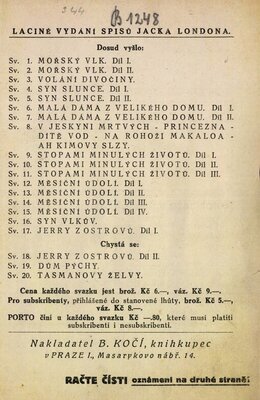 344
B 1248
LACINÉ VYDÁNÍ SPISŮ JACKA LONDONA.
Dosud vyšlo:
Sv. 1. MOŘSKÝ VLK. Díl I.
Sv. 2. MOŘSKÝ VLK. Díl II.
Sv. 3. VOLÁNÍ DIVOČINY.
Sv. 4. SYN SLUNCE. Díl I.
Sv. 5. SYN SLUNCE. Díl II.
Sv. 6. MALÁ DÁMA Z VELIKÉHO DOMU. Díl I.
Sv. 7. MALÁ DÁMA Z VELIKÉHO DOMU. Díl II.
Sv. 8. V JESKYNI MRTVÝCH - PRINCEZNA -
DÍTĚ VOD - NA ROHOŽI MAKALOA -
AH KIMOVY SLZY.
Sv. 9. STOPAMI MINULÝCH ŽIVOTŮ. Díl I.
Sv. 10. STOPAMI MINULÝCH ŽIVOTŮ. Díl II.
Sv. 11. STOPAMI MINULÝCH ŽIVOTŮ. Díl III.
Sv. 12. MĚSÍČNÍ ÚDOLÍ. Díl I.
Sv. 13. MĚSÍČNÍ ÚDOLÍ. Díl II.
Sv. 14. MĚSÍČNÍ ÚDOLÍ. Díl III.
Sv. 15. MĚSÍČNÍ ÚDOLÍ. Díl IV.
Sv. 16. SYN VLKŮV.
Sv. 17. JERRY Z OSTROVŮ. Díl I.
Chystá se:
Sv. 18. JERRY Z OSTROVŮ. Díl II.
Sv. 19. DŮM PÝCHY.
Sv. 20. TASMANOVY ŽELVY.
Cena každého svazku jest brož. Kč 6.—, váz. Kč 9.—.
Pro subskribenty, přihlášené do stanovené lhůty, brož. Kč 5.—,
váz. Kč 8.—.
PORTO činí u každého svazku Kč —.80, které musí platiti
subskribenti i nesubskribenti.
Nakladatel B. KOČÍ, knihkupec
v PRAZE I., Masarykovo nábř. 14.
RAČTE ČÍSTI oznámení na druhé straně!